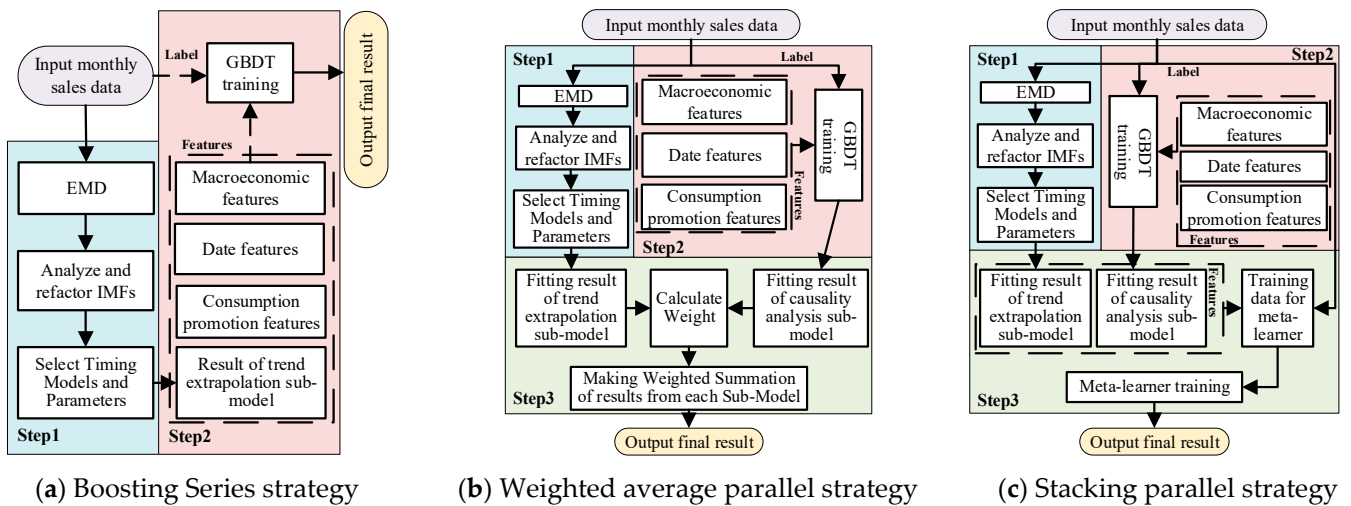 Input monthly
sales data
Label
GBDT
training
Output final result
Features
EMD
Analyze and
refactor IMFs
Select Timing
Models and
Parameters
Step1
Macroeconomic
features
Date features
Consumption
promotion features
Result of trend
extrapolation sub-
model
Step2
(a) Boosting Series strategy
Input monthly sales data
Step1
Label
EMD
Analyze and
refactor IMFs
Select Timing
Models and
Parameters
Macroeconomic
features
Date features
Consumption
promotion features
Features
GBDT
training
Step2
Fitting result
of trend
extrapolation
sub-model
Calculate
Weight
Fitting result
of causality
analysis sub-
model
Making Weighted Summation
of results from each Sub-Model
Step3
Output final result
(b) Weighted average parallel strategy
Input monthly sales data
Step1
Step2
Label
EMD
Analyze and
refactor IMFs
Select Timing
Models and
Parameters
GBDT
training
Macroeconomic
features
Date features
Consumption
promotion features
Features
Fitting result
of trend
extrapolation
sub-model
Fitting result
of causality
analysis sub-
model
Features
Training
data for
meta-
learner
Meta-learner training
Step3
Output final result
(c) Stacking parallel strategy